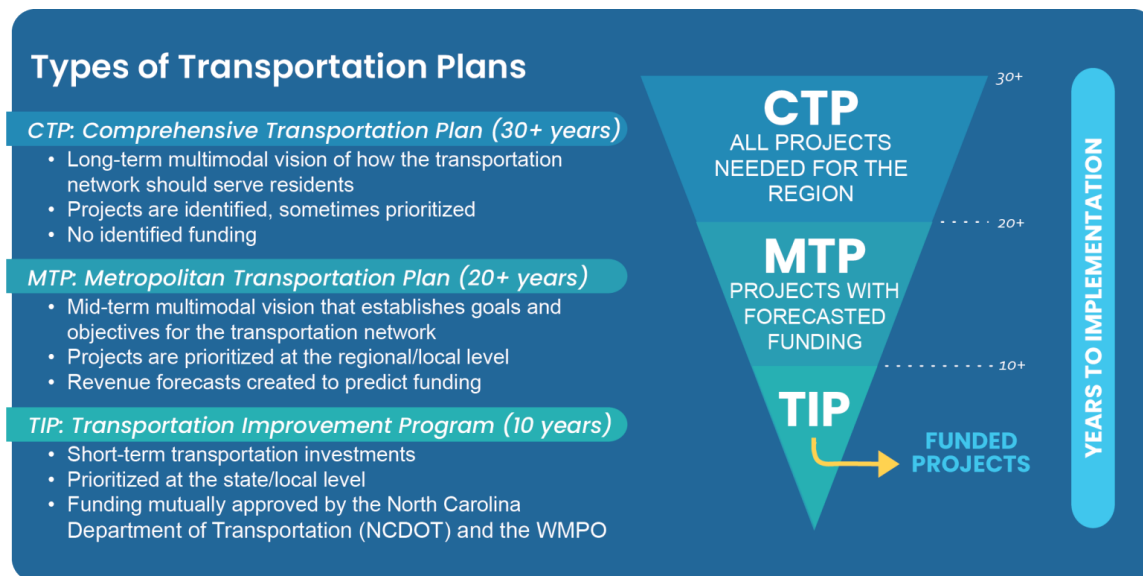 Types of Transportation Plans
CTP: Comprehensive Transportation Plan (30+ years)
• Long-term multimodal vision of how the transportation
network should serve residents
• Projects are identified, sometimes prioritized
• No identified funding
MTP: Metropolitan Transportation Plan (20+ years)
• Mid-term multimodal vision that establishes goals and
objectives for the transportation network
• Projects are prioritized at the regional/local level
• Revenue forecasts created to predict funding
TIP: Transportation Improvement Program (10 years)
• Short-term transportation investments
• Prioritized at the state/local level
• Funding mutually approved by the North Carolina
Department of Transportation (NCDOT) and the WMPO
CTP
ALL PROJECTS
NEEDED FOR THE
REGION
MTP
PROJECTS WITH
FORECASTED
FUNDING
TIP
FUNDED
PROJECTS
30+
20+
10+
YEARS TO IMPLEMENTATION